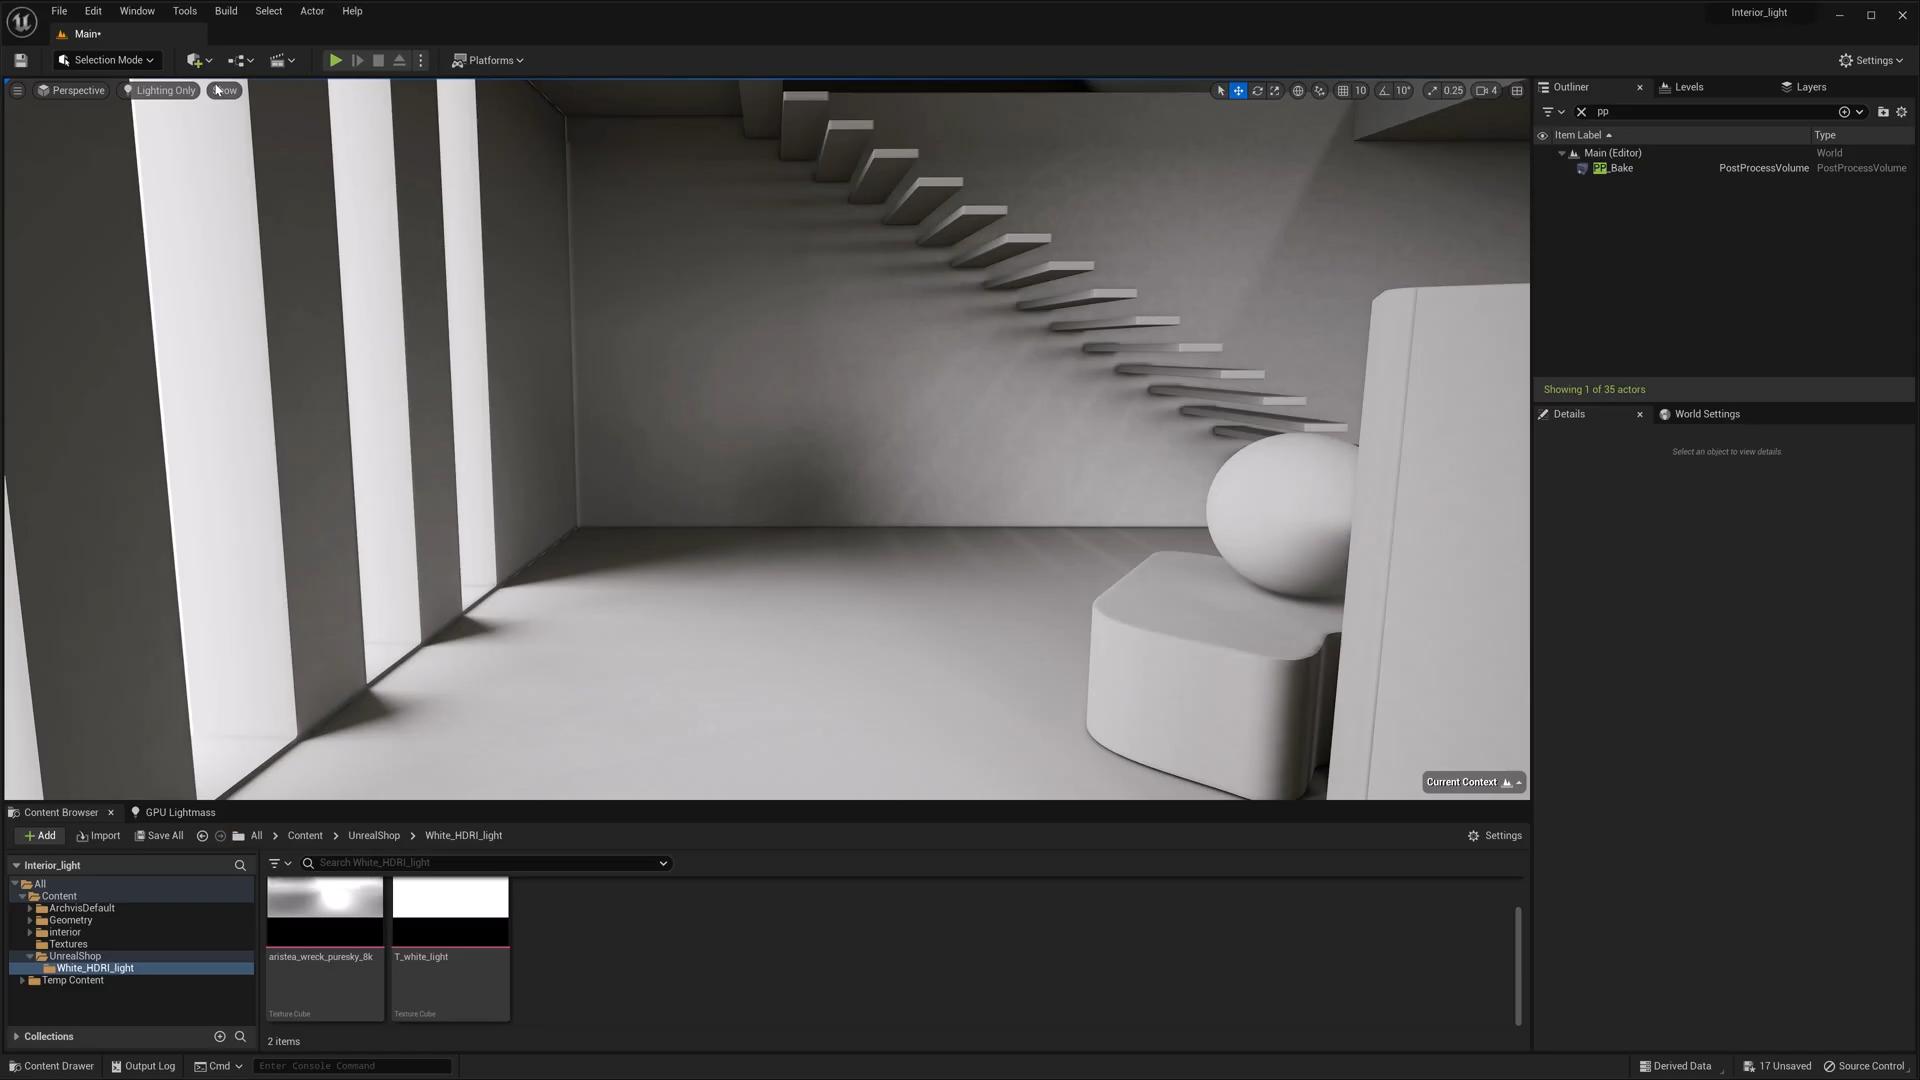 File Edit Window Tools Build Select Actor Help
Interior_light
Main*
Selection Mode
Platforms
Settings
Perspective
Lighting Only
10
10°
0.25
4
Outliner
Levels
Layers
pp
Item Label
Type
Main (Editor)
World
PP_Bake
PostProcessVolume
PostProcessVolume
Showing 1 of 35 actors
Details
World Settings
Select an object to view details.
Current Context
Content Browser
GPU Lightmass
Add
Import
Save All
All
Content
UnrealShop
White_HDRI_light
Settings
Interior_light
Search White_HDRI_light
All
Content
ArchvisDefault
Geometry
interior
Textures
UnrealShop
White_HDRI_light
Temp Content
aristea_wreck_puresky_8k
T_white_light
Texture Cube
Texture Cube
Collections
2 items
Content Drawer
Output Log
Cmd
Enter Console Command
Derived Data
17 Unsaved
Source Control